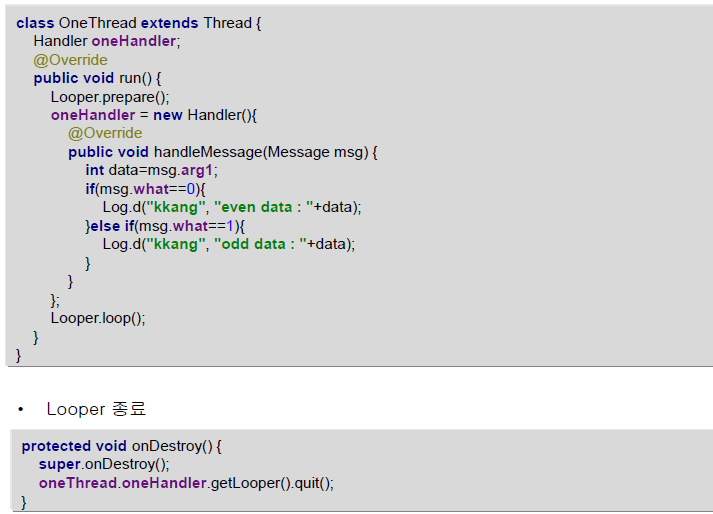 class OneThread extends Thread {
Handler oneHandler;
@Override
public void run() {
Looper.prepare();
oneHandler = new Handler(){
@Override
public void handleMessage(Message msg) {
int data=msg.arg1;
if(msg.what==0){
Log.d("kkang", "even data : "+data);
}else if(msg.what==1){
Log.d("kkang", "odd data : "+data);
}
}
};
Looper.loop();
}
}
• Looper 종료
protected void onDestroy() {
super.onDestroy();
oneThread.oneHandler.getLooper().quit();
}